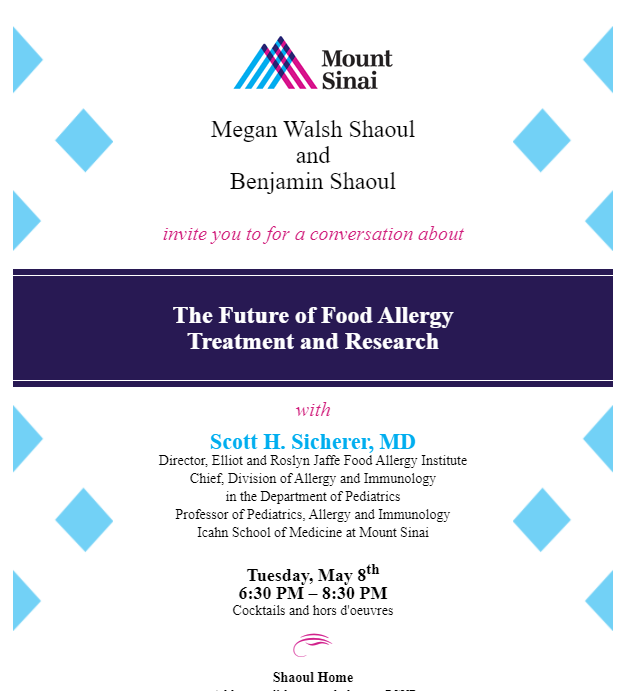 Mount
Sinai
Megan Walsh Shaoul
and
Benjamin Shaoul
invite you to for a conversation about
The Future of Food Allergy
Treatment and Research
with
Scott H. Sicherer, MD
Director, Elliot and Roslyn Jaffe Food Allergy Institute
Chief, Division of Allergy and Immunology
in the Department of Pediatrics
Professor of Pediatrics, Allergy and Immunology
Icahn School of Medicine at Mount Sinai
Tuesday, May 8th
6:30 PM – 8:30 PM
Cocktails and hors d'oeuvres
Shaoul Home